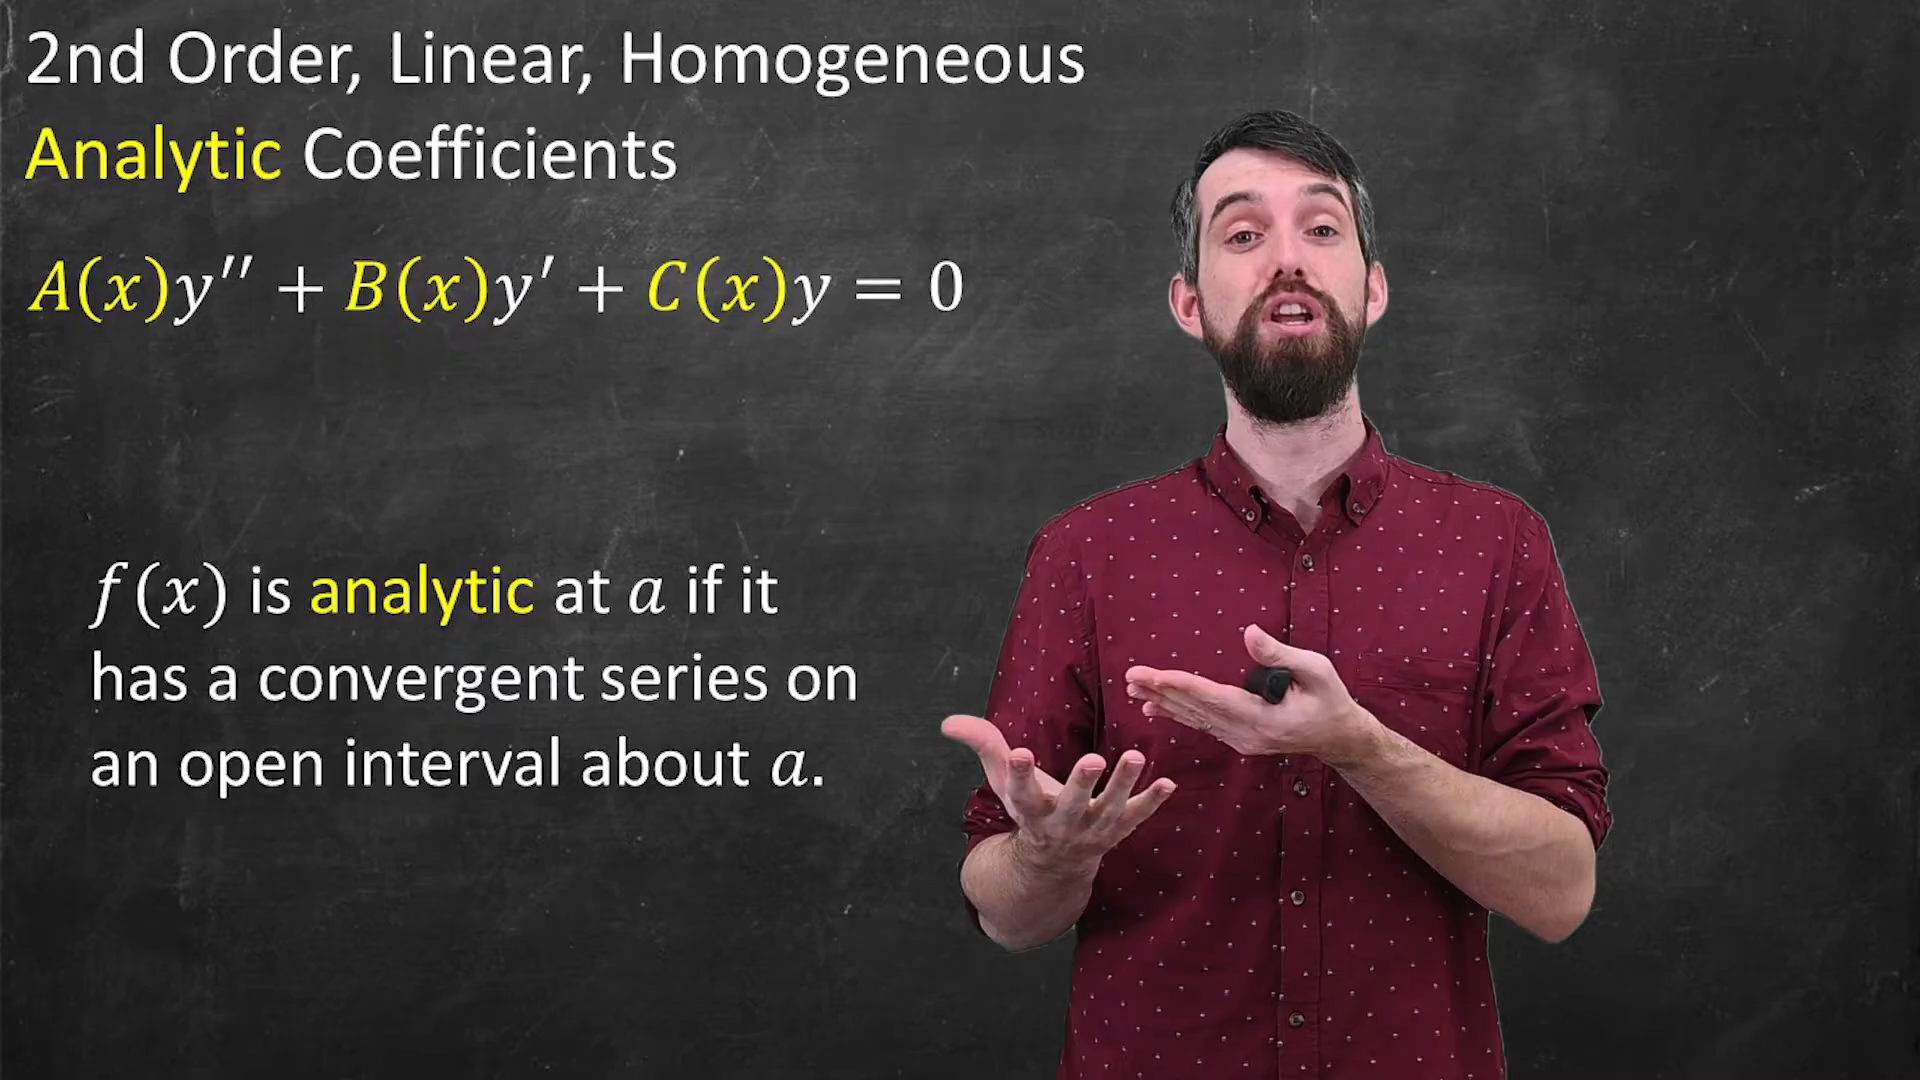 2nd Order, Linear, Homogeneous
Analytic Coefficients
A(x)y′′ + B(x)y′ + C(x)y = 0
f(x) is analytic at a if it
has a convergent series on
an open interval about a.